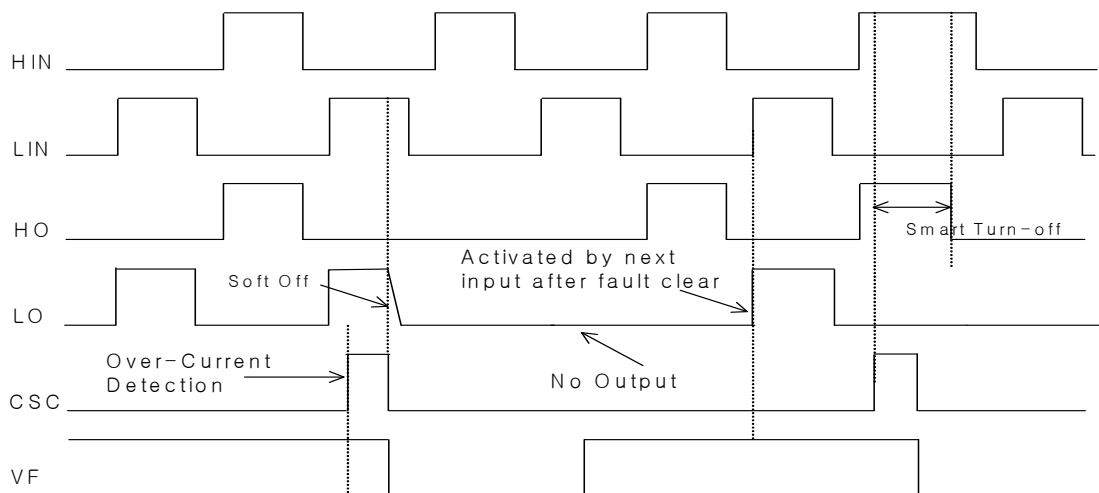 HIN
LIN
HO
Smart Turn-off
Activated by next
input after fault clear
Soft Off
LO
Over-Current
Detection
No Output
CSC
VF